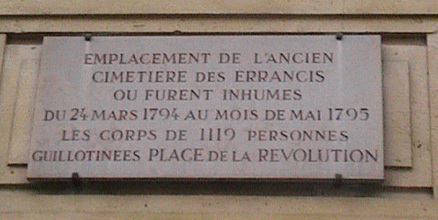 EMPLACEMENT DE L'ANCIEN
CIMETIERE DES ERRANCIS
OU FURENT INHUMES
DU 24 MARS 1794 AU MOIS DE MAI 1795
LES CORPS DE 1119 PERSONNES
GUILLOTINEES PLACE DE LA REVOLUTION